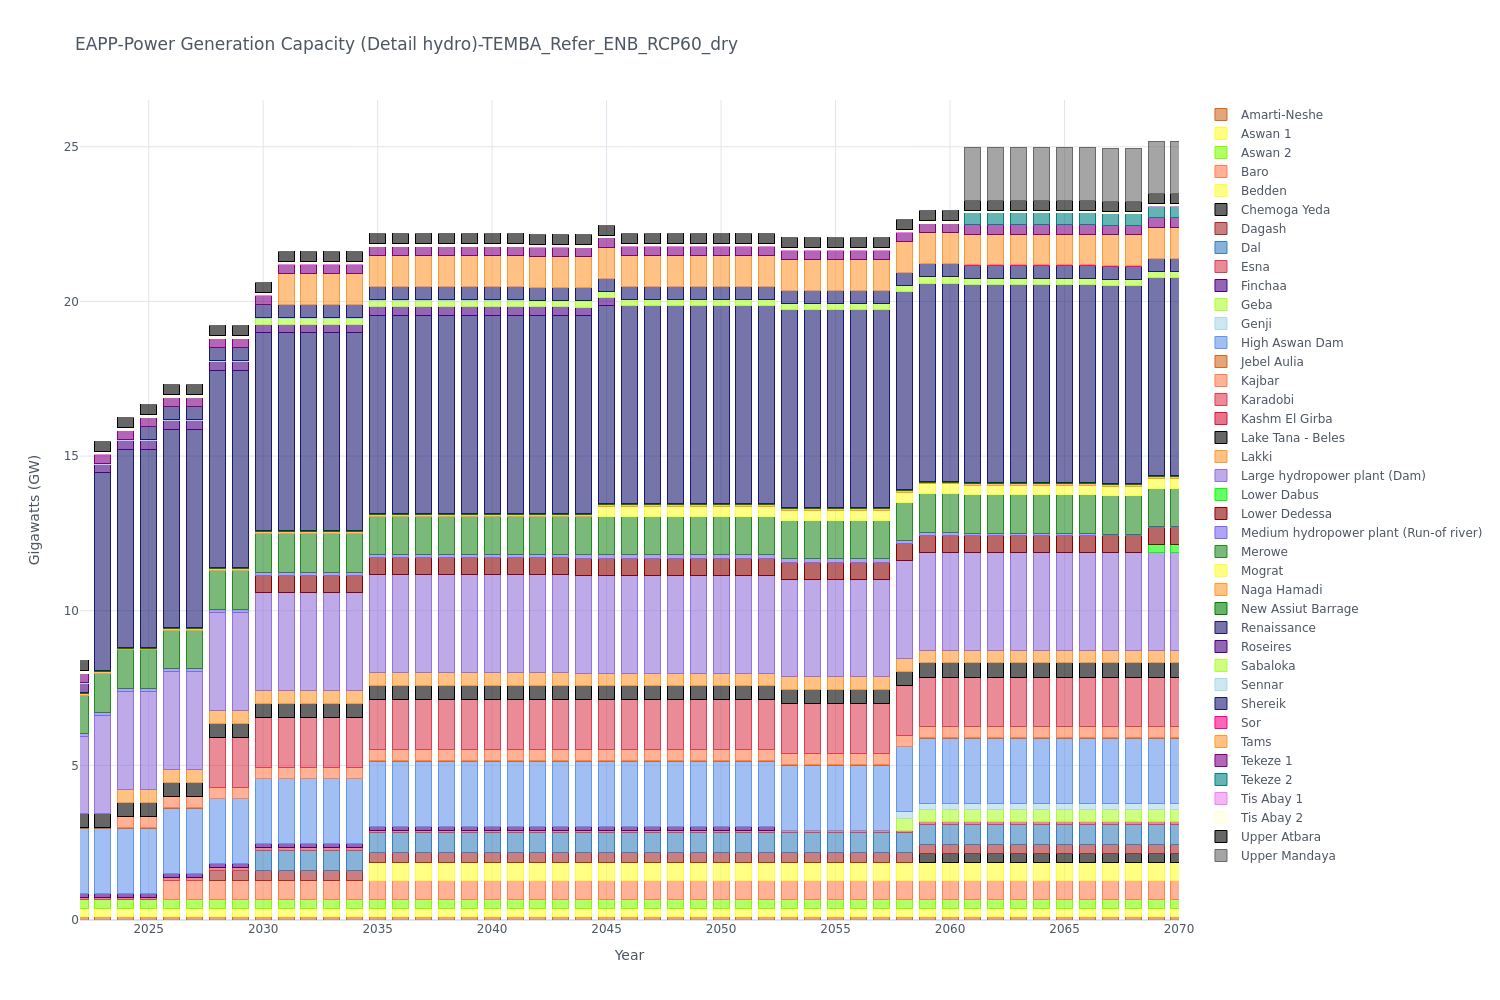 EAPP-Power Generation Capacity (Detail hydro)-TEMBA_Refer_ENB_RCP60_dry
Gigawatts (GW)
25
20
15
10
5
0
2025
2030
2035
2040
2045
2050
2055
2060
2065
2070
Year
Amarti-Neshe
Aswan 1
Aswan 2
Baro
Bedden
Chemoga Yeda
Dagash
Dal
Esna
Finchaa
Geba
Genji
High Aswan Dam
Jebel Aulia
Kajbar
Karadobi
Kashm El Girba
Lake Tana - Beles
Lakki
Large hydropower plant (Dam)
Lower Dabus
Lower Dedessa
Medium hydropower plant (Run-of river)
Merowe
Mograt
Naga Hamadi
New Assiut Barrage
Renaissance
Roseires
Sabaloka
Sennar
Shereik
Sor
Tams
Tekeze 1
Tekeze 2
Tis Abay 1
Tis Abay 2
Upper Atbara
Upper Mandaya